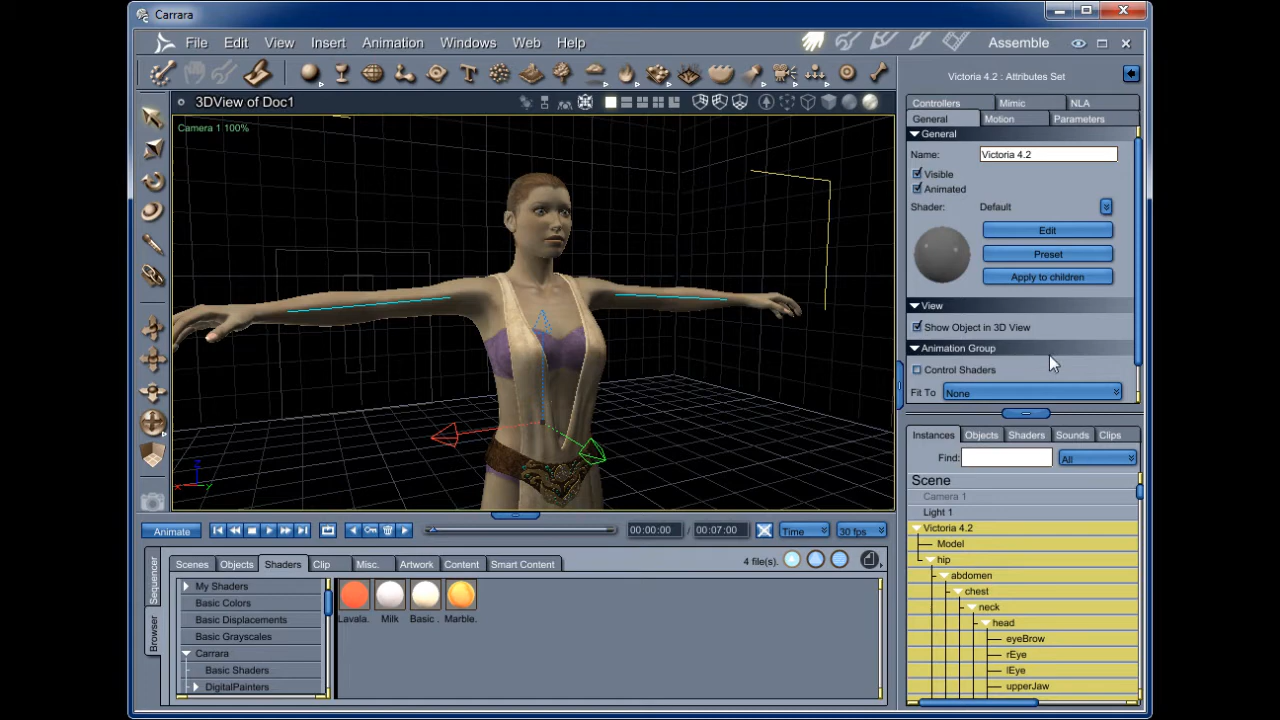 Carrara
File Edit View Insert Animation Windows Web Help Assemble
3DView of Doc1
Camera 1 100%
Victoria 4.2 : Attributes Set
Controllers Mimic NLA
General Motion Parameters
General
Name: Victoria 4.2
Visible
Animated
Shader: Default
Edit
Preset
Apply to children
View
Show Object in 3D View
Animation Group
Control Shaders
Fit To None
Instances Objects Shaders Sounds Clips
Find: All
Scene
Camera 1
Light 1
Victoria 4.2
Model
hip
abdomen
chest
neck
head
eyeBrow
rEye
lEye
upperJaw
Animate 00:00:00 / 00:07:00 Time 30 fps
Sequencer
Browser
Scenes Objects Shaders Clip Misc. Artwork Content Smart Content 4 file(s).
My Shaders
Basic Colors
Basic Displacements
Basic Grayscales
Carrara
Basic Shaders
DigitalPainters
Lavala. Milk Basic . Marble.